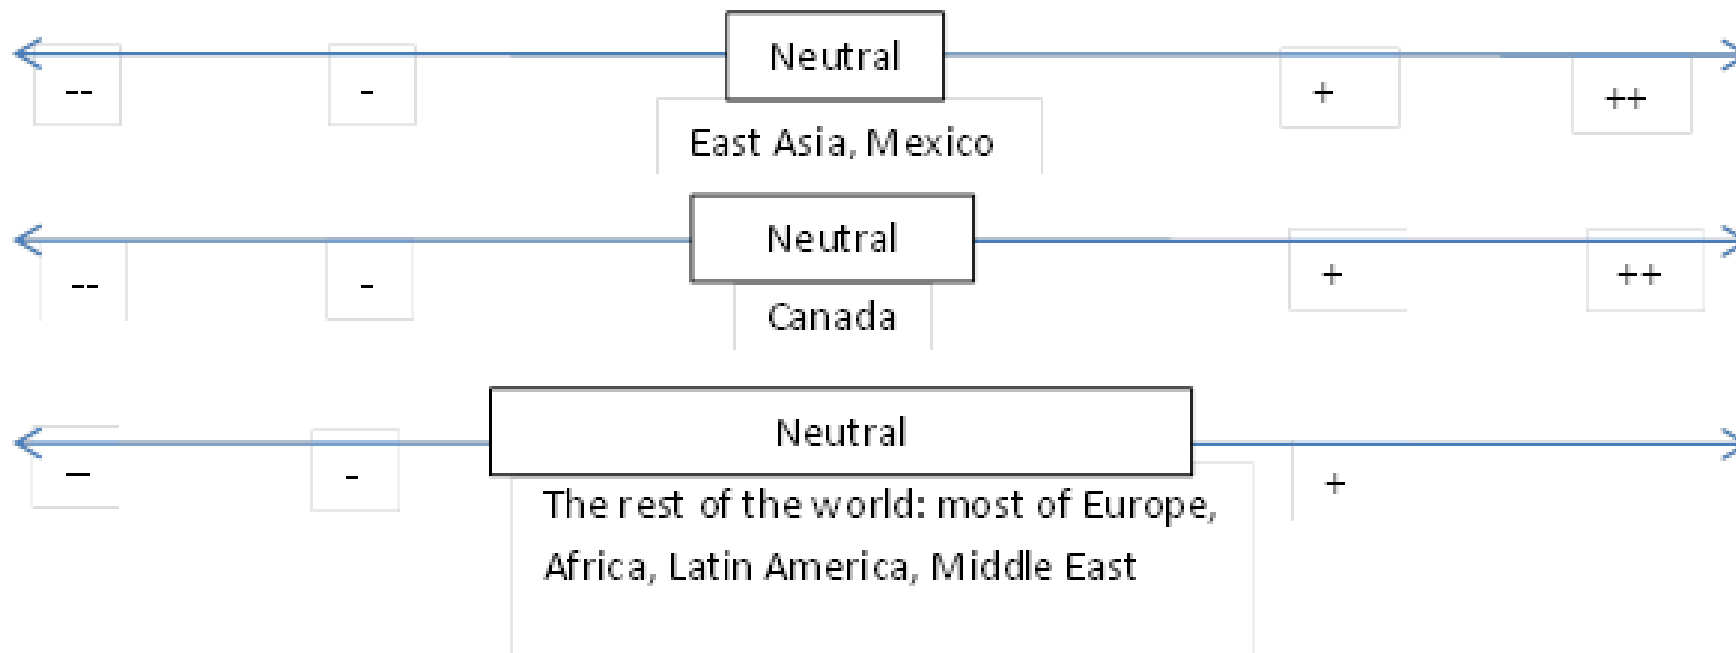 Neutral
-- - + ++
East Asia, Mexico
Neutral
-- - + ++
Canada
Neutral
— - +
The rest of the world: most of Europe,
Africa, Latin America, Middle East